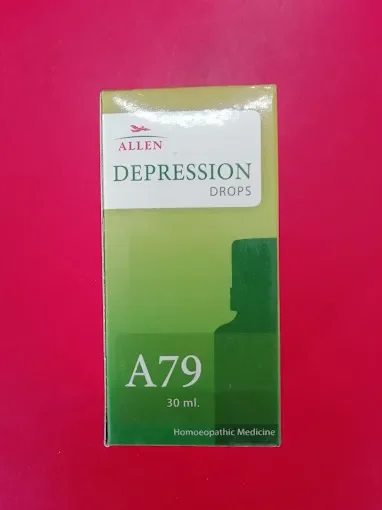 ALLEN
DEPRESSION
DROPS
A79
30 ml.
Homoeopathic Medicine